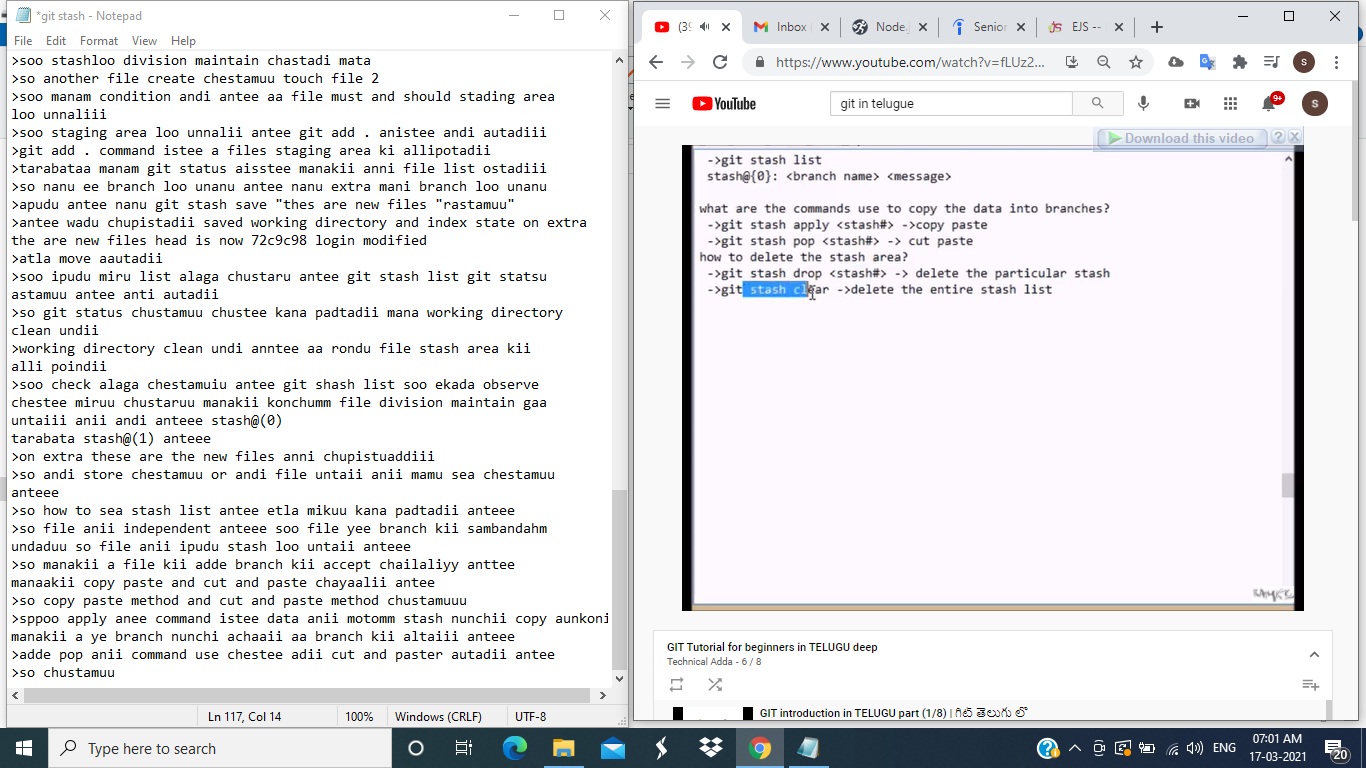 *git stash - Notepad
File Edit Format View Help
>soo stashloo division maintain chastadi mata
>so another file create chestamuu touch file 2
>soo manam condition andi antee aa file must and should stading area
loo unnaliii
>soo staging area loo unnalii antee git add . anistee andi autadiii
>git add . command istee a files staging area ki allipotadii
>tarabataa manam git status aisstee manakii anni file list ostadiii
>so nanu ee branch loo unanu antee nanu extra mani branch loo unanu
>apudu antee nanu git stash save "thes are new files "rastamuu"
>antee wadu chupistadii saved working directory and index state on extra
the are new files head is now 72c9c98 login modified
>atla move aautadii
>soo ipudu miru list alaga chustaru antee git stash list git statsu
astamuu antee anti autadii
>so git status chustamuu chustee kana padtadii mana working directory
clean undii
>working directory clean undi anntee aa rondu file stash area kii
alli poindii
>soo check alaga chestamuiu antee git shash list soo ekada observe
chestee miruu chustaruu manakii konchumm file division maintain gaa
untaiii anii andi anteee stash@(0)
tarabata stash@(1) anteee
>on extra these are the new files anni chupistuaddiii
>so andi store chestamuu or andi file untaii anii mamu sea chestamuu
anteee
>so how to sea stash list antee etla mikuu kana padtadii anteee
>so file anii independent anteee soo file yee branch kii sambandahm
undaduu so file anii ipudu stash loo untaii anteee
>so manakii a file kii adde branch kii accept chailaliyy anttee
manaakii copy paste and cut and paste chayaalii antee
>so copy paste method and cut and paste method chustamuuu
>sppoo apply anee command istee data anii motomm stash nunchii copy aunkoni
manakii a ye branch nunchi achaaii aa branch kii altaiii anteee
>adde pop anii command use chestee adii cut and paster autadii antee
>so chustamuu
Ln 117, Col 14 100% Windows (CRLF) UTF-8
(39 Inbox Node.j Senior EJS --
https://www.youtube.com/watch?v=fLUz2... S
YouTube
git in telugue
9+
S
Download this video ?
->git stash list
stash@{0}: <branch name> <message>
what are the commands use to copy the data into branches?
->git stash apply <stash#> ->copy paste
->git stash pop <stash#> -> cut paste
how to delete the stash area?
->git stash drop <stash#> -> delete the particular stash
->git stash clear ->delete the entire stash list
GIT Tutorial for beginners in TELUGU deep
Technical Adda - 6 / 8
GIT introduction in TELUGU part (1/8) | గిట్ తెలుగు లొ
Type here to search
ENG
07:01 AM
17-03-2021
20